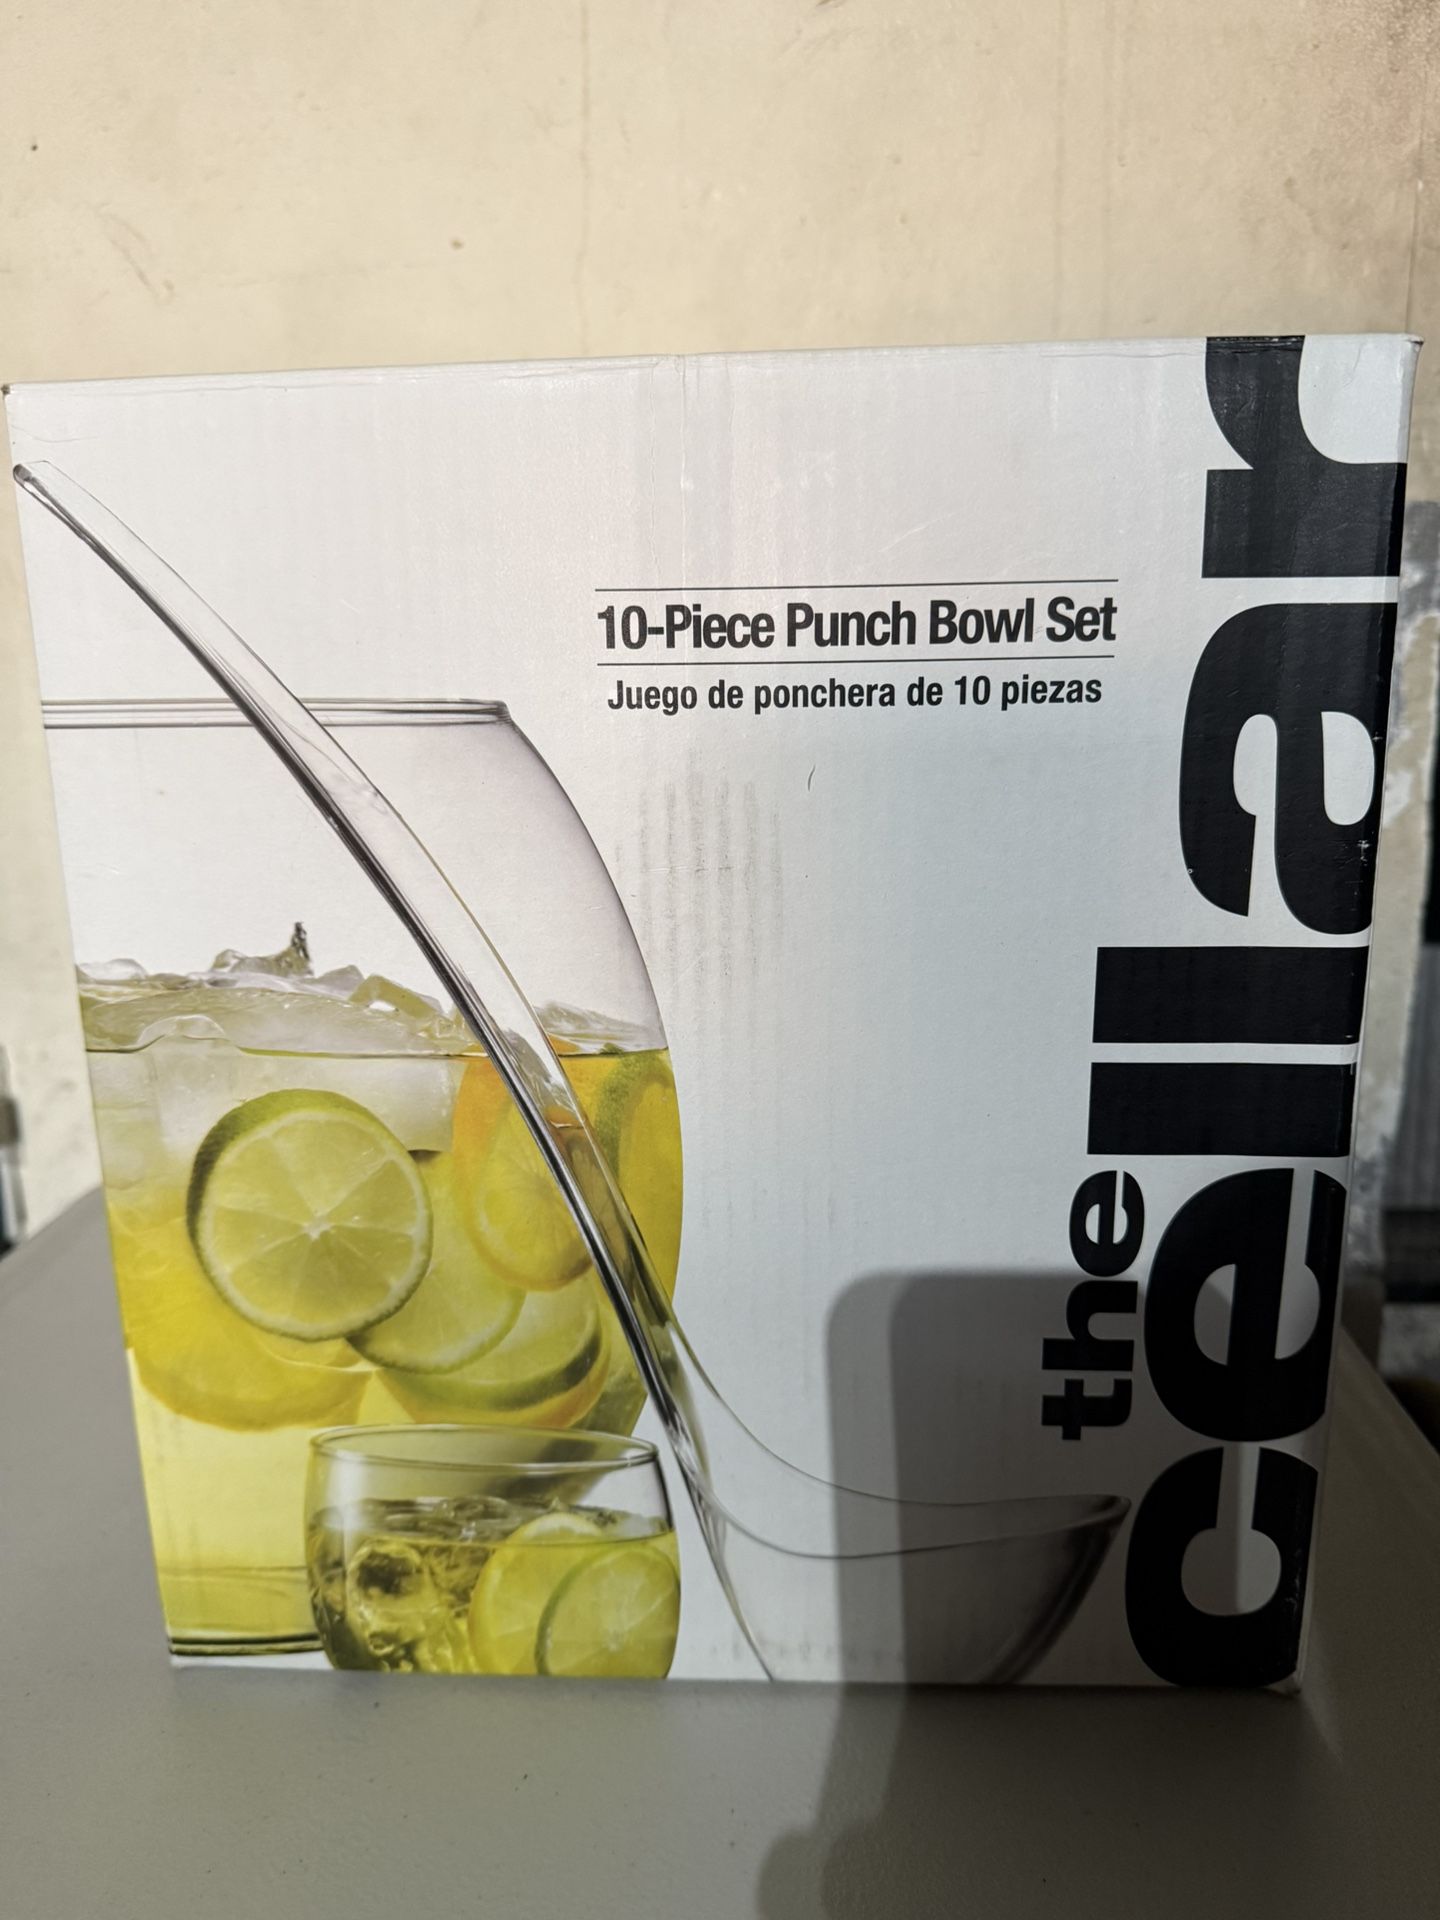 10-Piece Punch Bowl Set
Juego de ponchera de 10 piezas
the
cellar